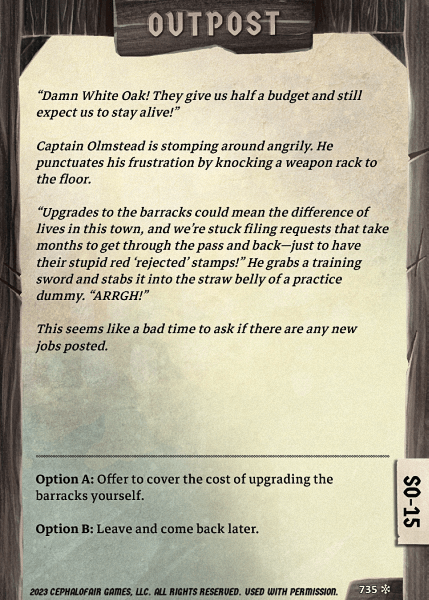 OUTPOST
“Damn White Oak! They give us half a budget and still
expect us to stay alive!”
Captain Olmstead is stomping around angrily. He
punctuates his frustration by knocking a weapon rack to
the floor.
“Upgrades to the barracks could mean the difference of
lives in this town, and we’re stuck filing requests that take
months to get through the pass and back—just to have
their stupid red ‘rejected’ stamps!” He grabs a training
sword and stabs it into the straw belly of a practice
dummy. “ARRGH!”
This seems like a bad time to ask if there are any new
jobs posted.
Option A: Offer to cover the cost of upgrading the
barracks yourself.
Option B: Leave and come back later.
SO-15
2023 CEPHALOFAIR GAMES, LLC. ALL RIGHTS RESERVED. USED WITH PERMISSION.
735